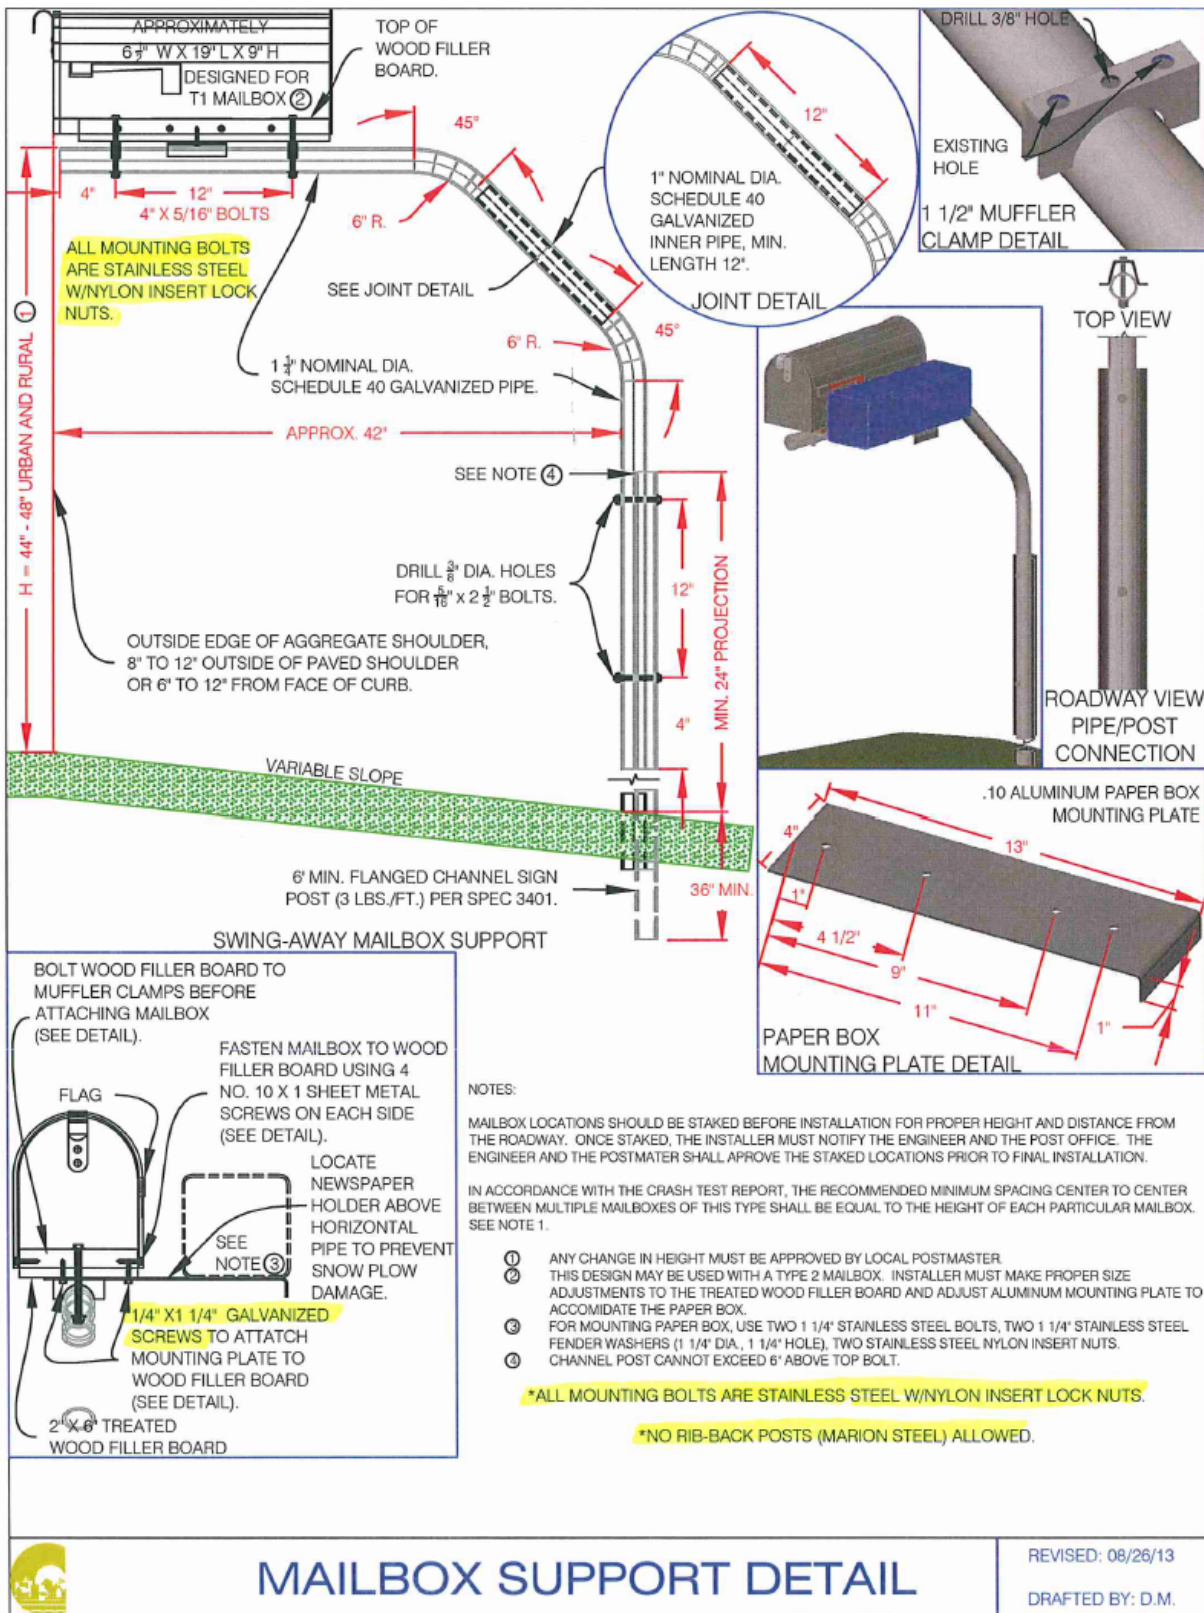 APPROXIMATELY
6 1/2" W X 19" L X 9" H
DESIGNED FOR
T1 MAILBOX ②
TOP OF
WOOD FILLER
BOARD.
45°
4"
12"
4" X 5/16" BOLTS
6" R.
ALL MOUNTING BOLTS
ARE STAINLESS STEEL
W/NYLON INSERT LOCK
NUTS.
SEE JOINT DETAIL
6" R.
45°
1 1/4" NOMINAL DIA.
SCHEDULE 40 GALVANIZED PIPE.
H = 44" - 48" URBAN AND RURAL ①
APPROX. 42"
SEE NOTE ④
DRILL 3/8" DIA. HOLES
FOR 5/16" x 2 1/2" BOLTS.
12"
4"
MIN. 24" PROJECTION
OUTSIDE EDGE OF AGGREGATE SHOULDER,
8" TO 12" OUTSIDE OF PAVED SHOULDER
OR 6" TO 12" FROM FACE OF CURB.
VARIABLE SLOPE
6' MIN. FLANGED CHANNEL SIGN
POST (3 LBS./FT.) PER SPEC 3401.
36" MIN.
SWING-AWAY MAILBOX SUPPORT
12"
1" NOMINAL DIA.
SCHEDULE 40
GALVANIZED
INNER PIPE, MIN.
LENGTH 12".
JOINT DETAIL
DRILL 3/8" HOLE
EXISTING
HOLE
1 1/2" MUFFLER
CLAMP DETAIL
TOP VIEW
ROADWAY VIEW
PIPE/POST
CONNECTION
.10 ALUMINUM PAPER BOX
MOUNTING PLATE
4"
13"
1"
4 1/2"
9"
11"
1"
PAPER BOX
MOUNTING PLATE DETAIL
BOLT WOOD FILLER BOARD TO
MUFFLER CLAMPS BEFORE
ATTACHING MAILBOX
(SEE DETAIL).
FLAG
FASTEN MAILBOX TO WOOD
FILLER BOARD USING 4
NO. 10 X 1 SHEET METAL
SCREWS ON EACH SIDE
(SEE DETAIL).
LOCATE
NEWSPAPER
HOLDER ABOVE
HORIZONTAL
PIPE TO PREVENT
SNOW PLOW
DAMAGE.
SEE
NOTE ③
1/4" X1 1/4" GALVANIZED
SCREWS TO ATTATCH
MOUNTING PLATE TO
WOOD FILLER BOARD
(SEE DETAIL).
2" X 6" TREATED
WOOD FILLER BOARD
NOTES:
MAILBOX LOCATIONS SHOULD BE STAKED BEFORE INSTALLATION FOR PROPER HEIGHT AND DISTANCE FROM
THE ROADWAY. ONCE STAKED, THE INSTALLER MUST NOTIFY THE ENGINEER AND THE POST OFFICE. THE
ENGINEER AND THE POSTMATER SHALL APROVE THE STAKED LOCATIONS PRIOR TO FINAL INSTALLATION.
IN ACCORDANCE WITH THE CRASH TEST REPORT, THE RECOMMENDED MINIMUM SPACING CENTER TO CENTER
BETWEEN MULTIPLE MAILBOXES OF THIS TYPE SHALL BE EQUAL TO THE HEIGHT OF EACH PARTICULAR MAILBOX.
SEE NOTE 1.
① ANY CHANGE IN HEIGHT MUST BE APPROVED BY LOCAL POSTMASTER.
② THIS DESIGN MAY BE USED WITH A TYPE 2 MAILBOX. INSTALLER MUST MAKE PROPER SIZE
ADJUSTMENTS TO THE TREATED WOOD FILLER BOARD AND ADJUST ALUMINUM MOUNTING PLATE TO
ACCOMIDATE THE PAPER BOX.
③ FOR MOUNTING PAPER BOX, USE TWO 1 1/4" STAINLESS STEEL BOLTS, TWO 1 1/4" STAINLESS STEEL
FENDER WASHERS (1 1/4" DIA., 1 1/4" HOLE), TWO STAINLESS STEEL NYLON INSERT NUTS.
④ CHANNEL POST CANNOT EXCEED 6" ABOVE TOP BOLT.
*ALL MOUNTING BOLTS ARE STAINLESS STEEL W/NYLON INSERT LOCK NUTS.
*NO RIB-BACK POSTS (MARION STEEL) ALLOWED.
MAILBOX SUPPORT DETAIL
REVISED: 08/26/13
DRAFTED BY: D.M.